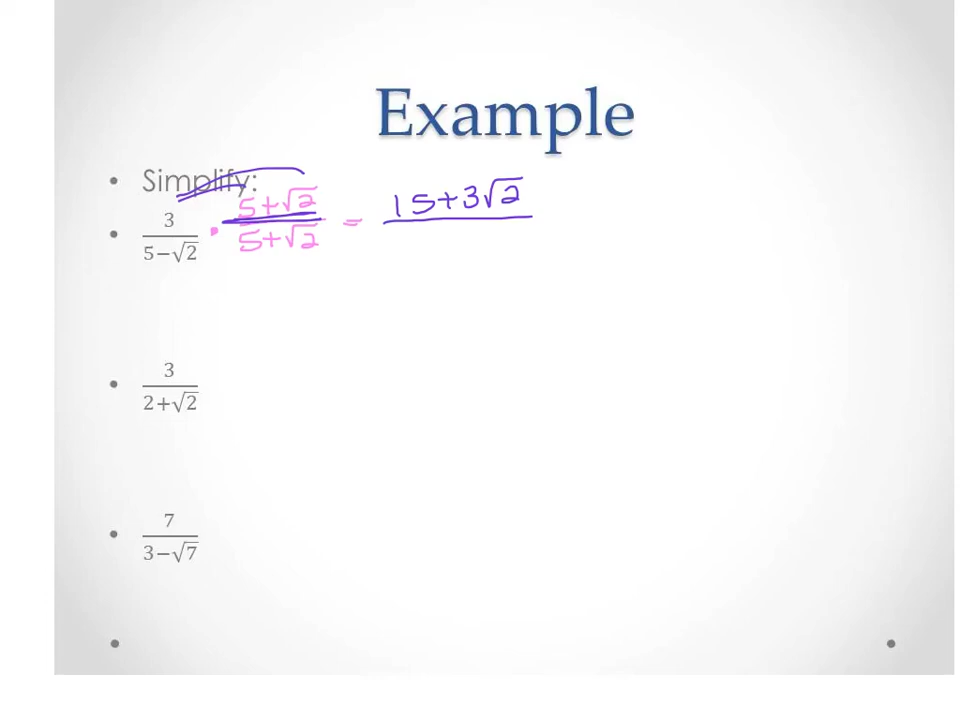 Example
• Simplify:
• 3/(5−√2) · (5+√2)/(5+√2) = 15+3√2
• 3/(2+√2)
• 7/(3−√7)